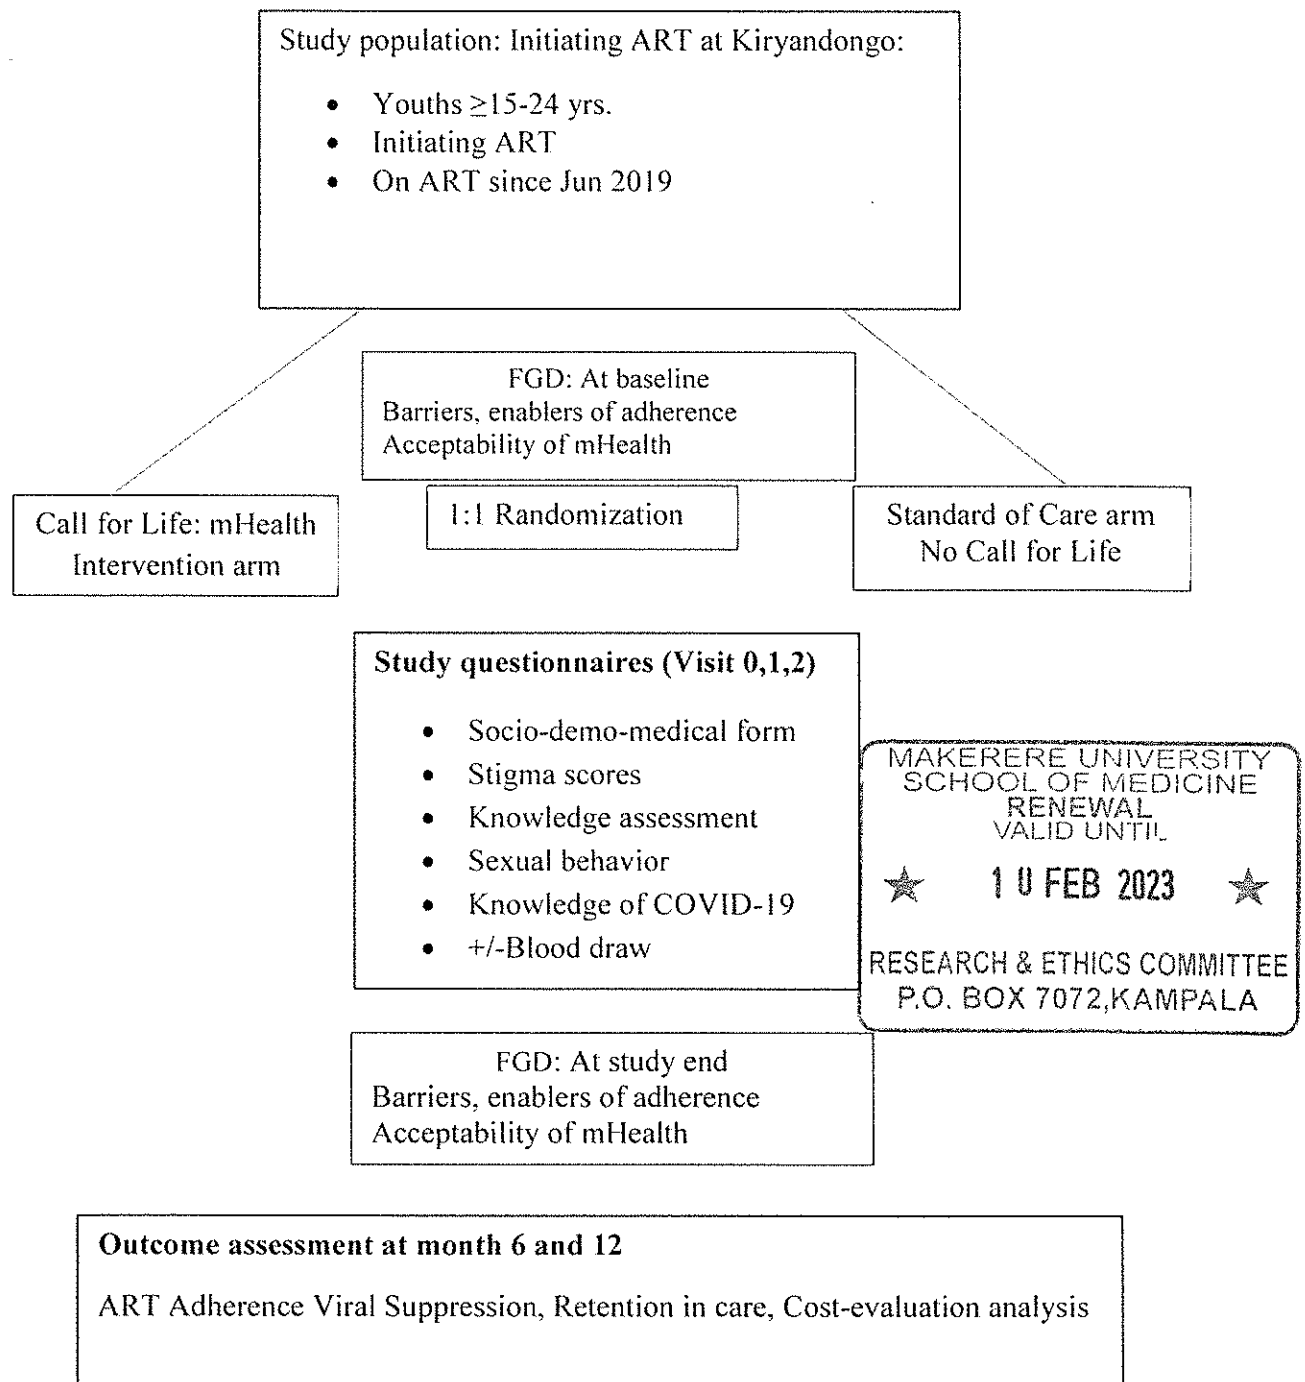 Study population: Initiating ART at Kiryandongo:
• Youths ≥15-24 yrs.
• Initiating ART
• On ART since Jun 2019
FGD: At baseline
Barriers, enablers of adherence
Acceptability of mHealth
Call for Life: mHealth
Intervention arm
1:1 Randomization
Standard of Care arm
No Call for Life
Study questionnaires (Visit 0,1,2)
• Socio-demo-medical form
• Stigma scores
• Knowledge assessment
• Sexual behavior
• Knowledge of COVID-19
• +/-Blood draw
MAKERERE UNIVERSITY
SCHOOL OF MEDICINE
RENEWAL
VALID UNTIL
★ 10 FEB 2023 ★
RESEARCH & ETHICS COMMITTEE
P.O. BOX 7072,KAMPALA
FGD: At study end
Barriers, enablers of adherence
Acceptability of mHealth
Outcome assessment at month 6 and 12
ART Adherence Viral Suppression, Retention in care, Cost-evaluation analysis